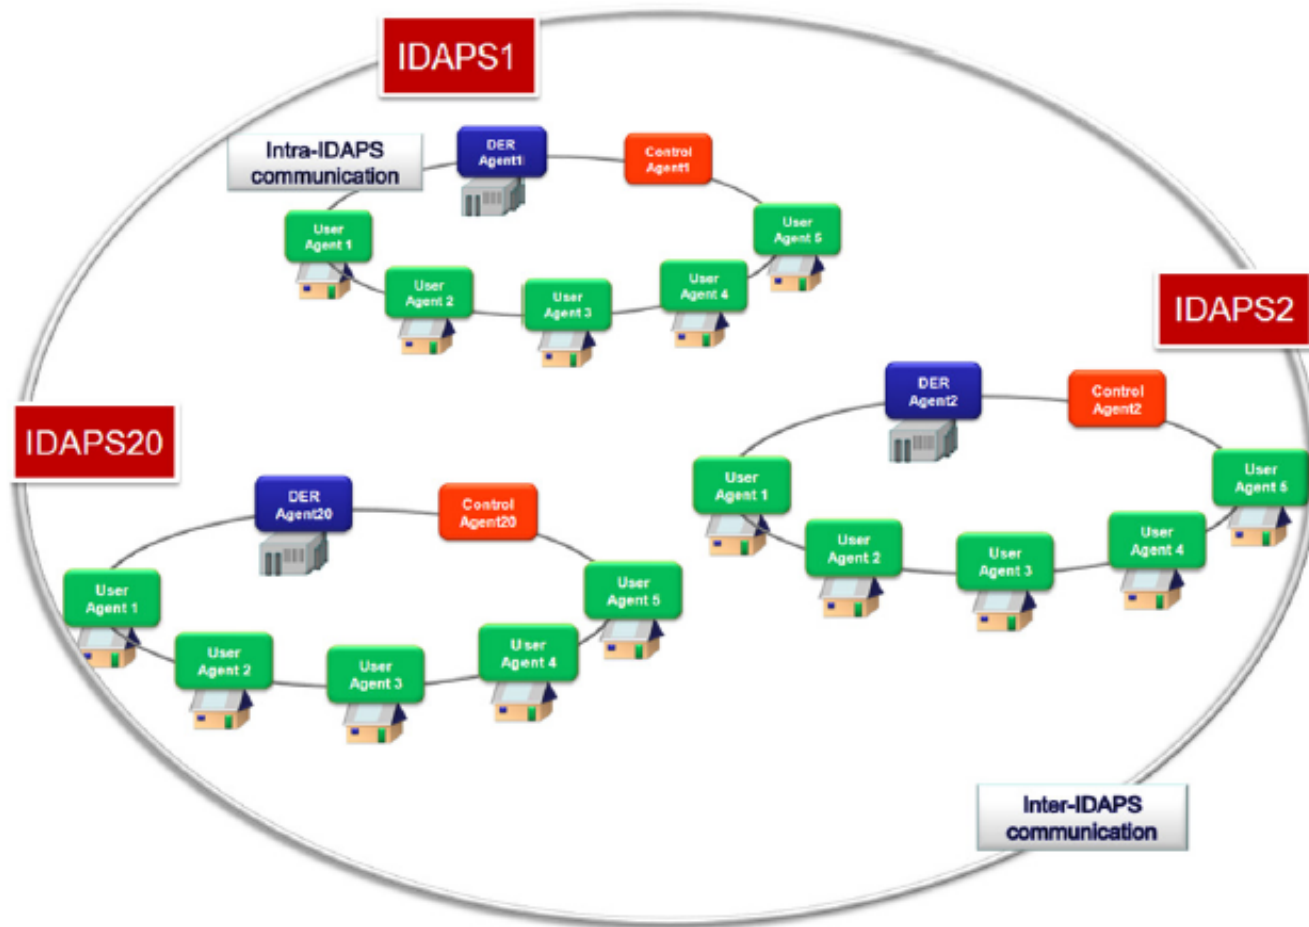 IDAPS1
Intra-IDAPS
communication
DER
Agent1
Control
Agent1
User
Agent 1
User
Agent 2
User
Agent 3
User
Agent 4
User
Agent 5
IDAPS2
DER
Agent2
Control
Agent2
User
Agent 1
User
Agent 2
User
Agent 3
User
Agent 4
User
Agent 5
IDAPS20
DER
Agent20
Control
Agent20
User
Agent 1
User
Agent 2
User
Agent 3
User
Agent 4
User
Agent 5
Inter-IDAPS
communication